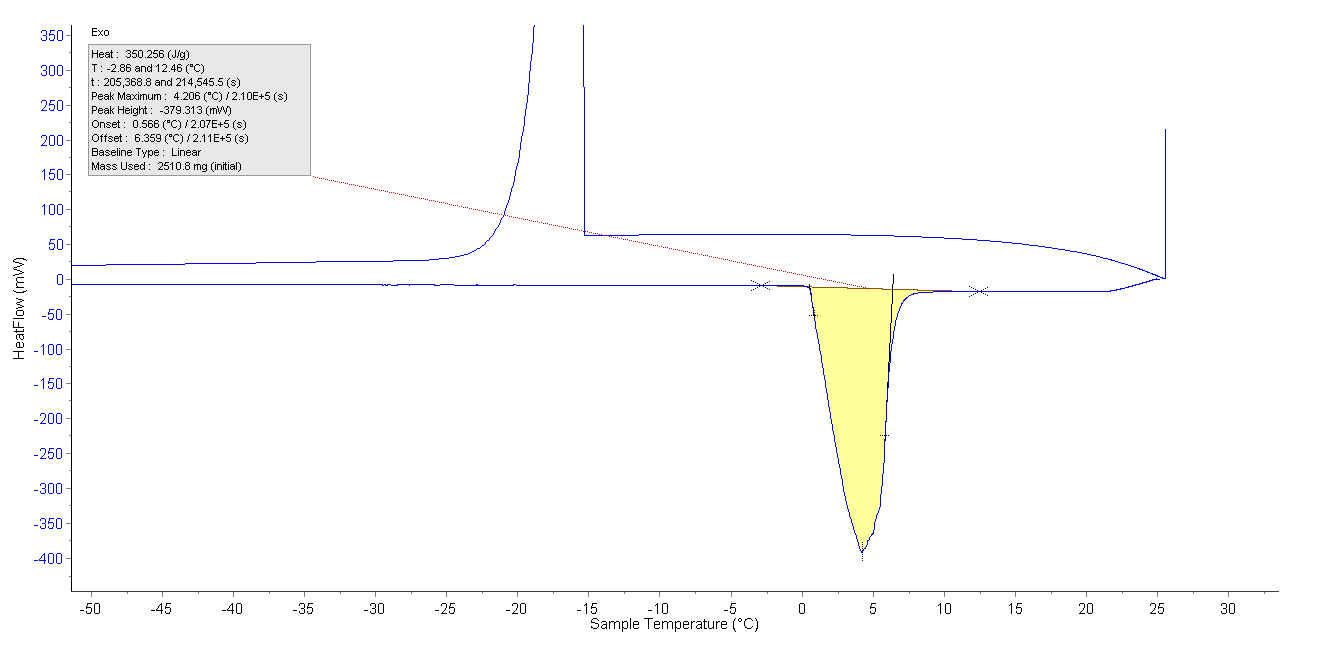 Exo
Heat : 350.256 (J/g)
T : -2.86 and 12.46 (°C)
t : 205,368.8 and 214,545.5 (s)
Peak Maximum : 4.206 (°C) / 2.10E+5 (s)
Peak Height : -379.313 (mW)
Onset : 0.566 (°C) / 2.07E+5 (s)
Offset : 6.359 (°C) / 2.11E+5 (s)
Baseline Type : Linear
Mass Used : 2510.8 mg (initial)
HeatFlow (mW)
350
300
250
200
150
100
50
0
-50
-100
-150
-200
-250
-300
-350
-400
-50 -45 -40 -35 -30 -25 -20 -15 -10 -5 0 5 10 15 20 25 30
Sample Temperature (°C)